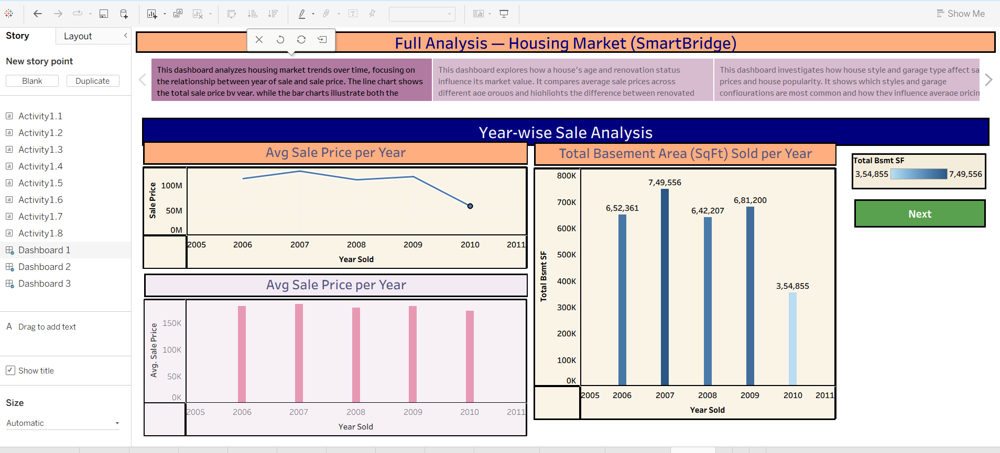 Show Me
Story
Layout
New story point
Blank
Duplicate
Activity1.1
Activity1.2
Activity1.3
Activity1.4
Activity1.5
Activity1.6
Activity1.7
Activity1.8
Dashboard 1
Dashboard 2
Dashboard 3
A Drag to add text
Show title
Size
Automatic
Full Analysis — Housing Market (SmartBridge)
This dashboard analyzes housing market trends over time, focusing on
the relationship between year of sale and sale price. The line chart shows
the total sale price by year, while the bar charts illustrate both the
This dashboard explores how a house's age and renovation status
influence its market value. It compares average sale prices across
different age groups and highlights the difference between renovated
This dashboard investigates how house style and garage type affect sa
prices and house popularity. It shows which styles and garage
configurations are most common and how they influence average pricin
Year-wise Sale Analysis
Avg Sale Price per Year
Sale Price
100M
50M
0M
2005 2006 2007 2008 2009 2010 2011
Year Sold
Avg Sale Price per Year
Avg. Sale Price
150K
100K
50K
0K
2005 2006 2007 2008 2009 2010 2011
Year Sold
Total Basement Area (SqFt) Sold per Year
Total Bsmt SF
800K
700K
600K
500K
400K
300K
200K
100K
0K
6,52,361
7,49,556
6,42,207
6,81,200
3,54,855
2005 2006 2007 2008 2009 2010 2011
Year Sold
Total Bsmt SF
3,54,855 7,49,556
Next